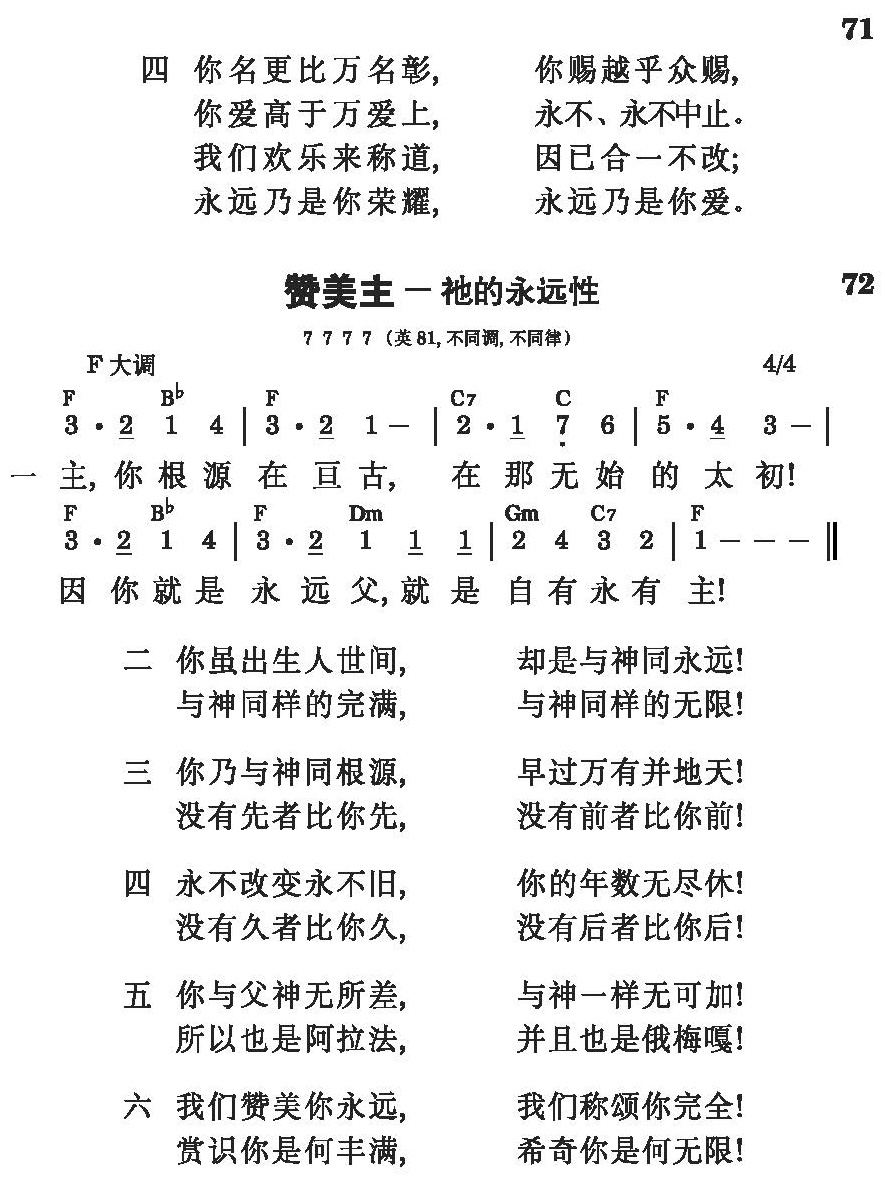 71
四 你名更比万名彰, 你赐越乎众赐,
你爱高于万爱上, 永不、永不中止。
我们欢乐来称道, 因已合一不改;
永远乃是你荣耀, 永远乃是你爱。
赞美主 — 祂的永远性 72
7 7 7 7 (英 81, 不同调, 不同律)
F 大调 4/4
F B♭ F C7 C F
3 · 2 1 4 | 3 · 2 1 — | 2 · 1 7 6 | 5 · 4 3 — |
一 主, 你根源在亘古, 在那无始的太初!
F B♭ F Dm Gm C7 F
3 · 2 1 4 | 3 · 2 1 1 1 | 2 4 3 2 | 1 — — — ‖
因你就是永远父, 就是自有永有主!
二 你虽出生人世间, 却是与神同永远!
与神同样的完满, 与神同样的无限!
三 你乃与神同根源, 早过万有并地天!
没有先者比你先, 没有前者比你前!
四 永不改变永不旧, 你的年数无尽休!
没有久者比你久, 没有后者比你后!
五 你与父神无所差, 与神一样无可加!
所以也是阿拉法, 并且也是俄梅嘎!
六 我们赞美你永远, 我们称颂你完全!
赏识你是何丰满, 希奇你是何无限!